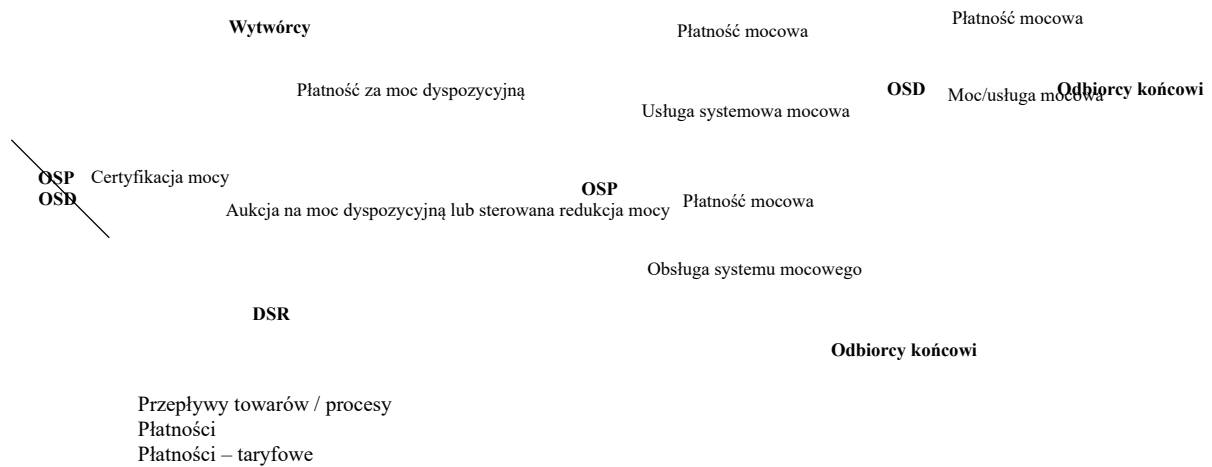 Wytwórcy
Płatność mocowa
Płatność mocowa
Płatność za moc dyspozycyjną
OSD
Moc/usługa mocowa
Odbiorcy końcowi
Usługa systemowa mocowa
OSP
OSD
Certyfikacja mocy
OSP
Aukcja na moc dyspozycyjną lub sterowana redukcja mocy
Płatność mocowa
Obsługa systemu mocowego
DSR
Odbiorcy końcowi
Przepływy towarów / procesy
Płatności
Płatności – taryfowe